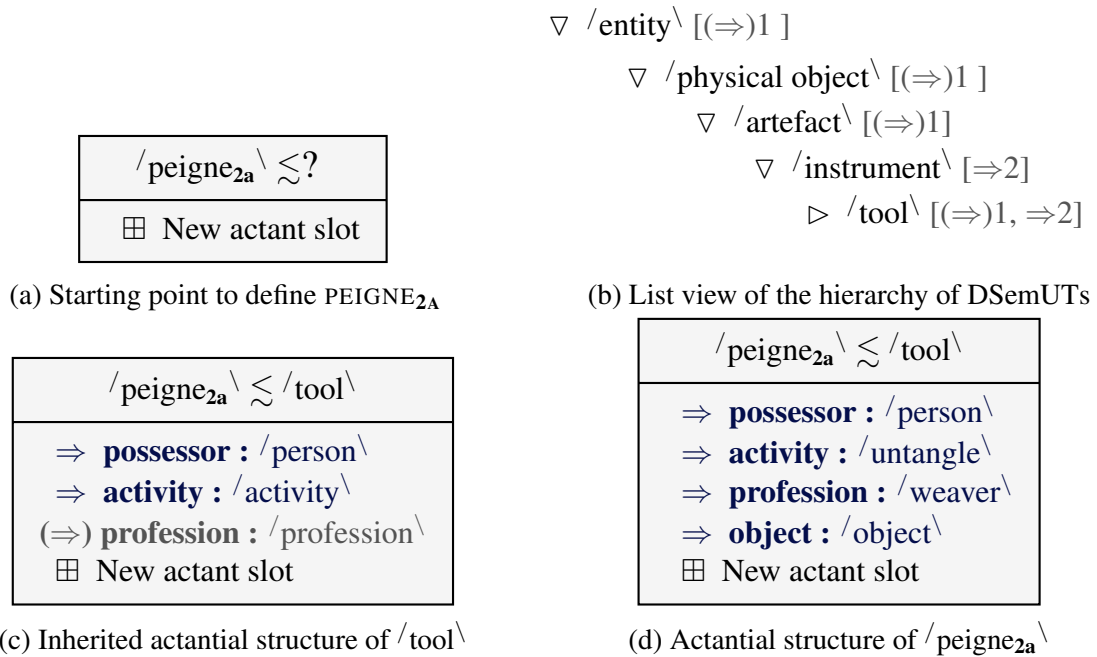 /peigne2a\ ≲?
⊞ New actant slot
(a) Starting point to define PEIGNE2A
▽ /entity\ [(⇒)1 ]
▽ /physical object\ [(⇒)1 ]
▽ /artefact\ [(⇒)1]
▽ /instrument\ [⇒2]
▷ /tool\ [(⇒)1, ⇒2]
(b) List view of the hierarchy of DSemUTs
/peigne2a\ ≲ /tool\
⇒ possessor : /person\
⇒ activity : /activity\
(⇒) profession : /profession\
⊞ New actant slot
(c) Inherited actantial structure of /tool\
/peigne2a\ ≲ /tool\
⇒ possessor : /person\
⇒ activity : /untangle\
⇒ profession : /weaver\
⇒ object : /object\
⊞ New actant slot
(d) Actantial structure of /peigne2a\